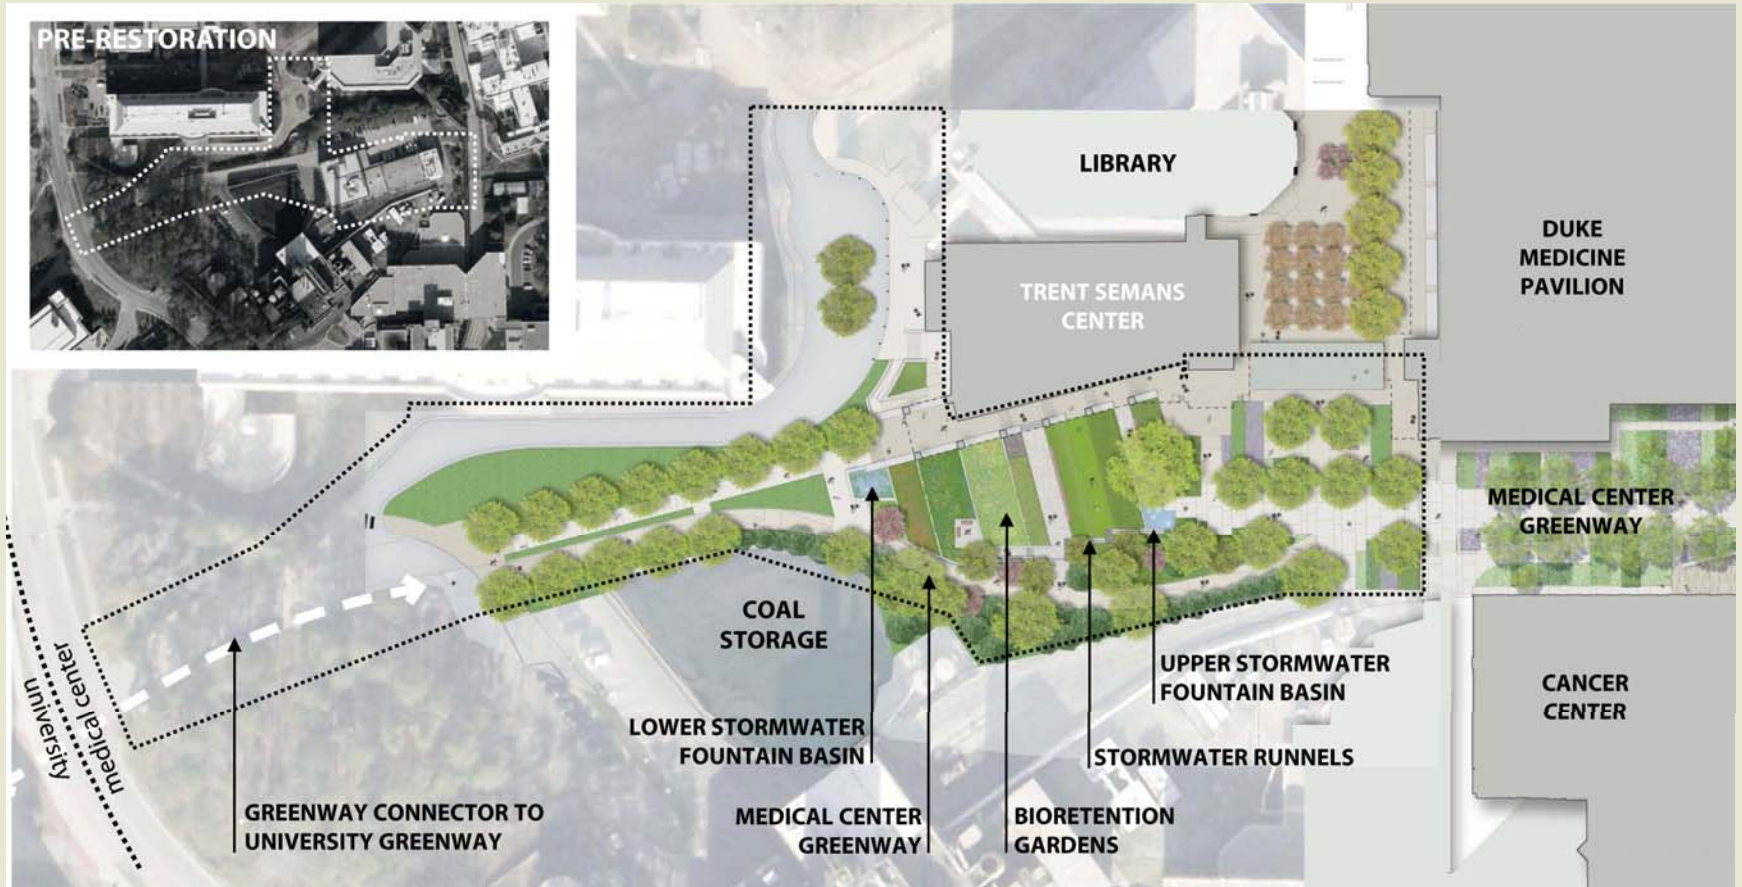 PRE-RESTORATION
LIBRARY
TRENT SEMANS
CENTER
DUKE
MEDICINE
PAVILION
MEDICAL CENTER
GREENWAY
COAL
STORAGE
UPPER STORMWATER
FOUNTAIN BASIN
CANCER
CENTER
university
medical center
LOWER STORMWATER
FOUNTAIN BASIN
STORMWATER RUNNELS
GREENWAY CONNECTOR TO
UNIVERSITY GREENWAY
MEDICAL CENTER
GREENWAY
BIORETENTION
GARDENS